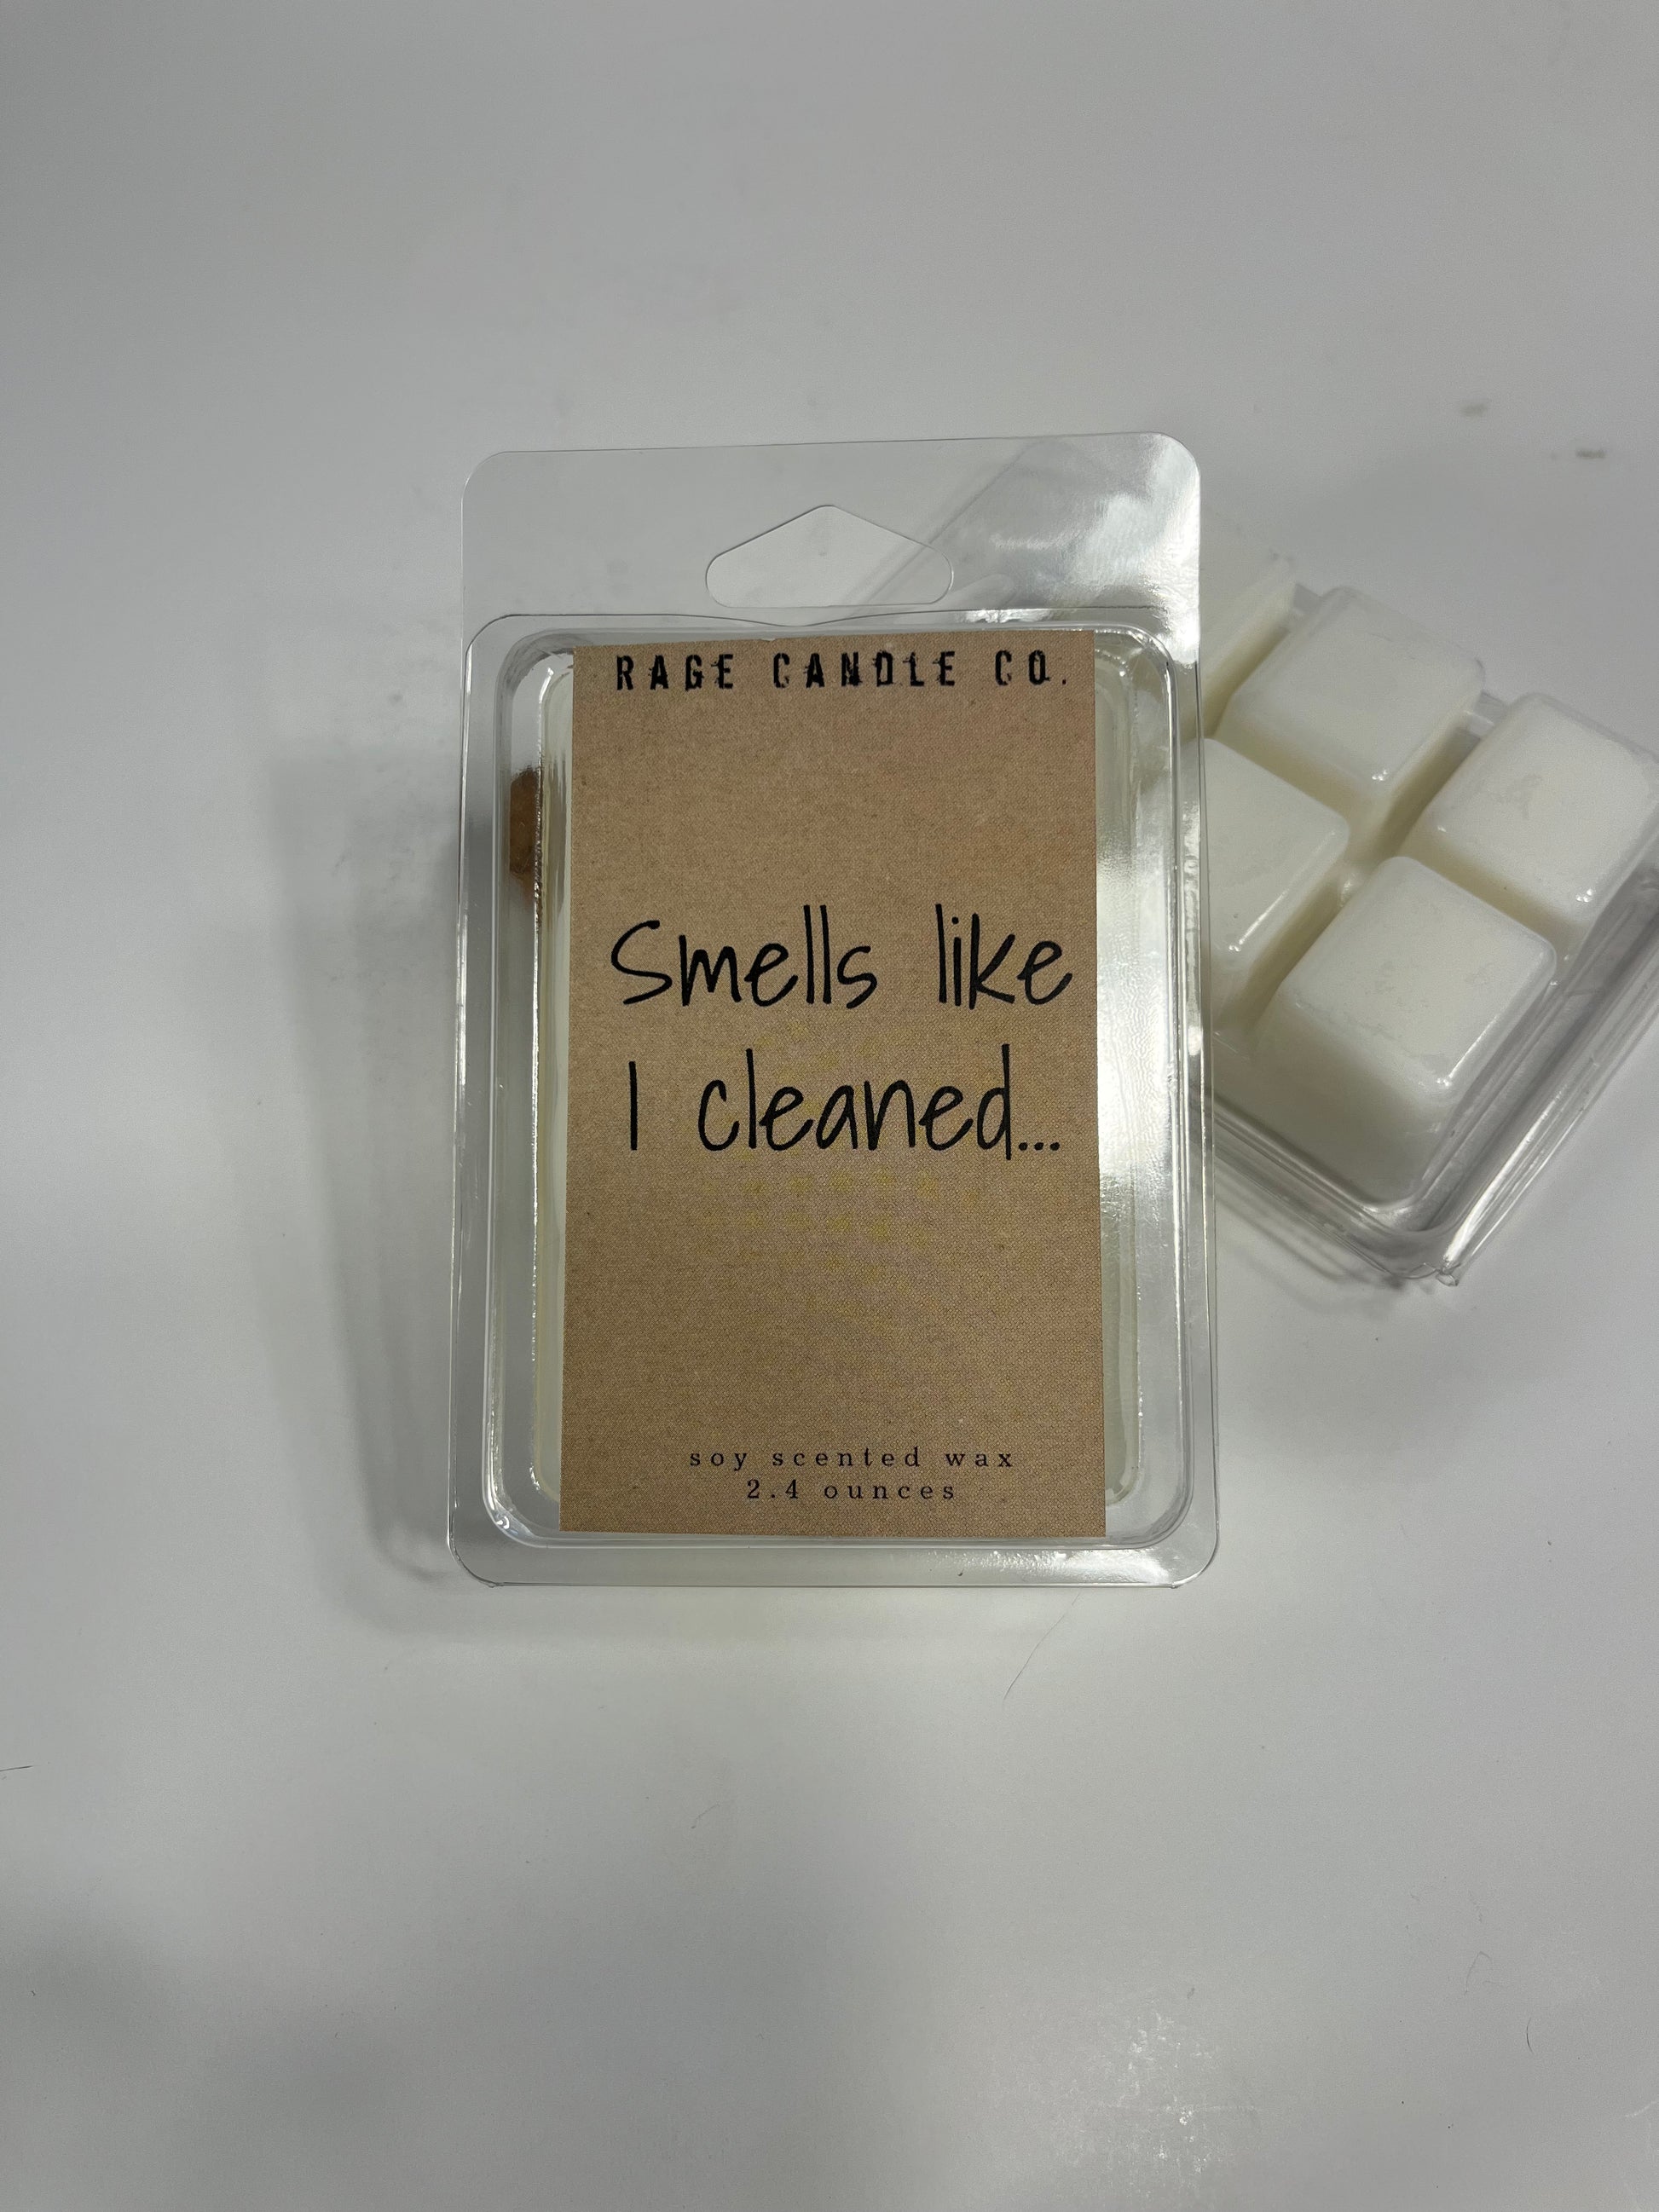 RAGE CANDLE CO.
Smells like
I cleaned...
soy scented wax
2.4 ounces